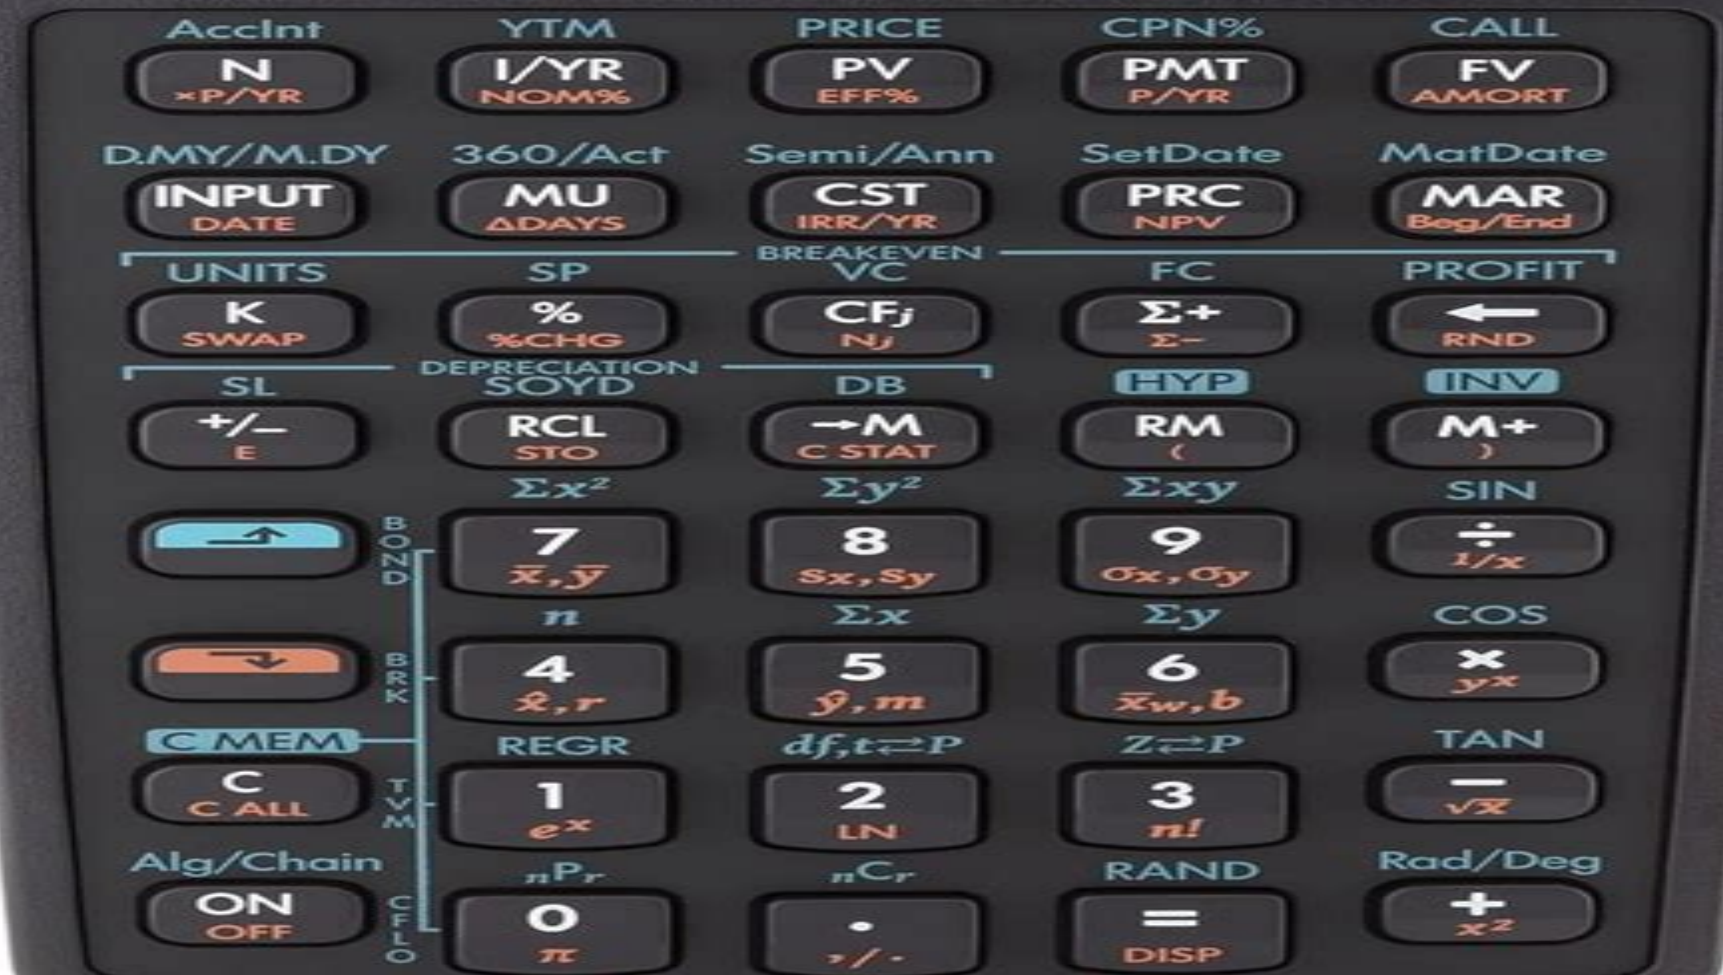 AccInt YTM PRICE CPN% CALL
N I/YR PV PMT FV
×P/YR NOM% EFF% P/YR AMORT
D.MY/M.DY 360/Act Semi/Ann SetDate MatDate
INPUT MU CST PRC MAR
DATE ΔDAYS IRR/YR NPV Beg/End
BREAKEVEN
UNITS SP VC FC PROFIT
K % CFj Σ+ ←
SWAP %CHG Nj Σ− RND
DEPRECIATION
SL SOYD DB HYP INV
+/− RCL →M RM M+
E STO C STAT ( )
Σx² Σy² Σxy SIN
BOND
7 8 9 ÷
x̄,ȳ sx,sy σx,σy 1/x
n Σx Σy COS
BRK
4 5 6 ×
x̂,r ŷ,m x̄w,b yˣ
C MEM REGR df,t⇄P Z⇄P TAN
TVM
C 1 2 3 −
C ALL eˣ LN n! √x
Alg/Chain nPr nCr RAND Rad/Deg
CFLO
ON 0 . = +
OFF π ,/. DISP x²